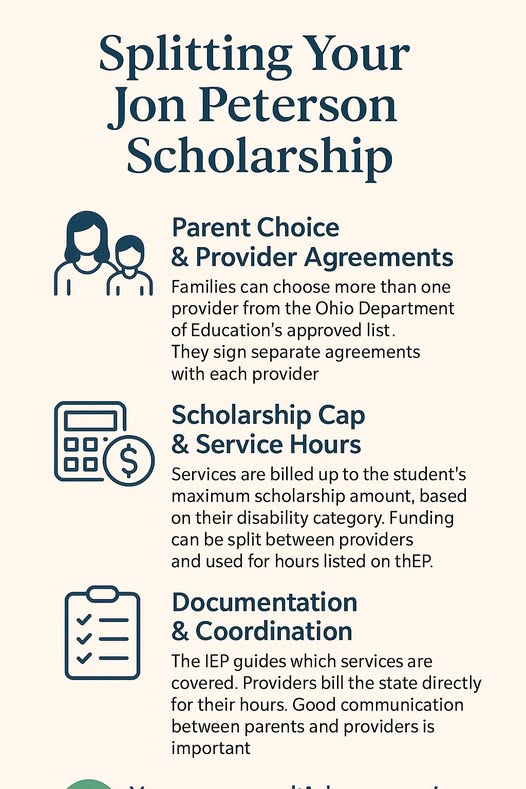 Splitting Your
Jon Peterson
Scholarship
Parent Choice
& Provider Agreements
Families can choose more than one
provider from the Ohio Department
of Education's approved list.
They sign separate agreements
with each provider
Scholarship Cap
& Service Hours
Services are billed up to the student's
maximum scholarship amount, based
on their disability category. Funding
can be split between providers
and used for hours listed on thEP.
$
Documentation
& Coordination
The IEP guides which services are
covered. Providers bill the state directly
for their hours. Good communication
between parents and providers is
important